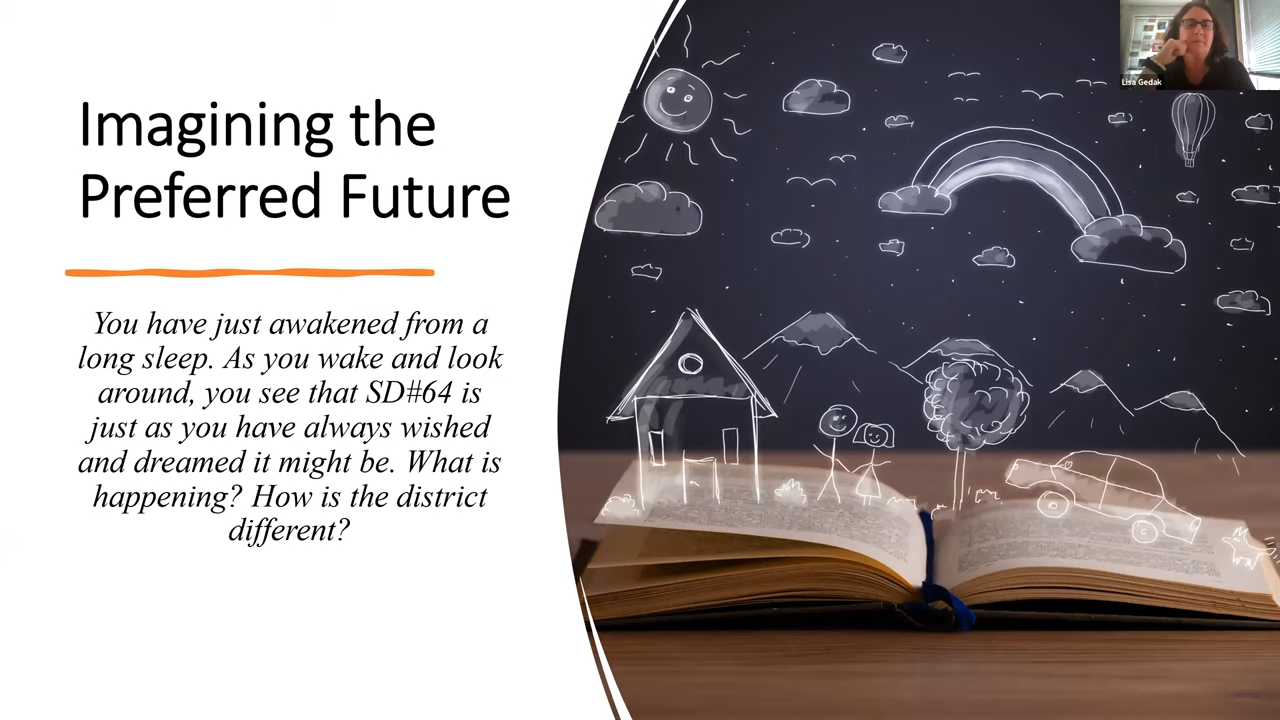 Lisa Gedak
Imagining the
Preferred Future
You have just awakened from a
long sleep. As you wake and look
around, you see that SD#64 is
just as you have always wished
and dreamed it might be. What is
happening? How is the district
different?